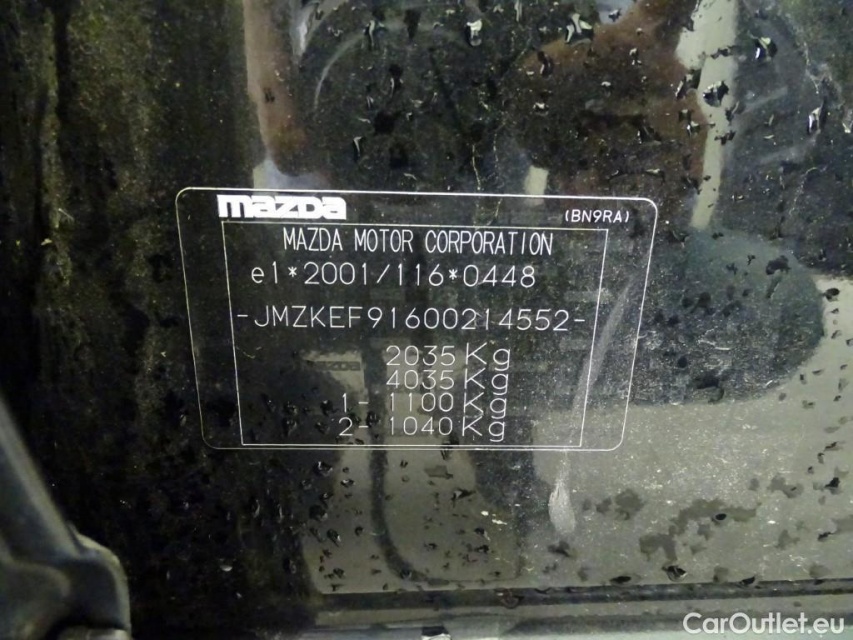 mazda (BN9RA)
MAZDA MOTOR CORPORATION
e1*2001/116*0448
-JMZKEF91600214552-
2035 Kg
4035 Kg
1- 1100 Kg
2- 1040 Kg
CarOutlet.eu